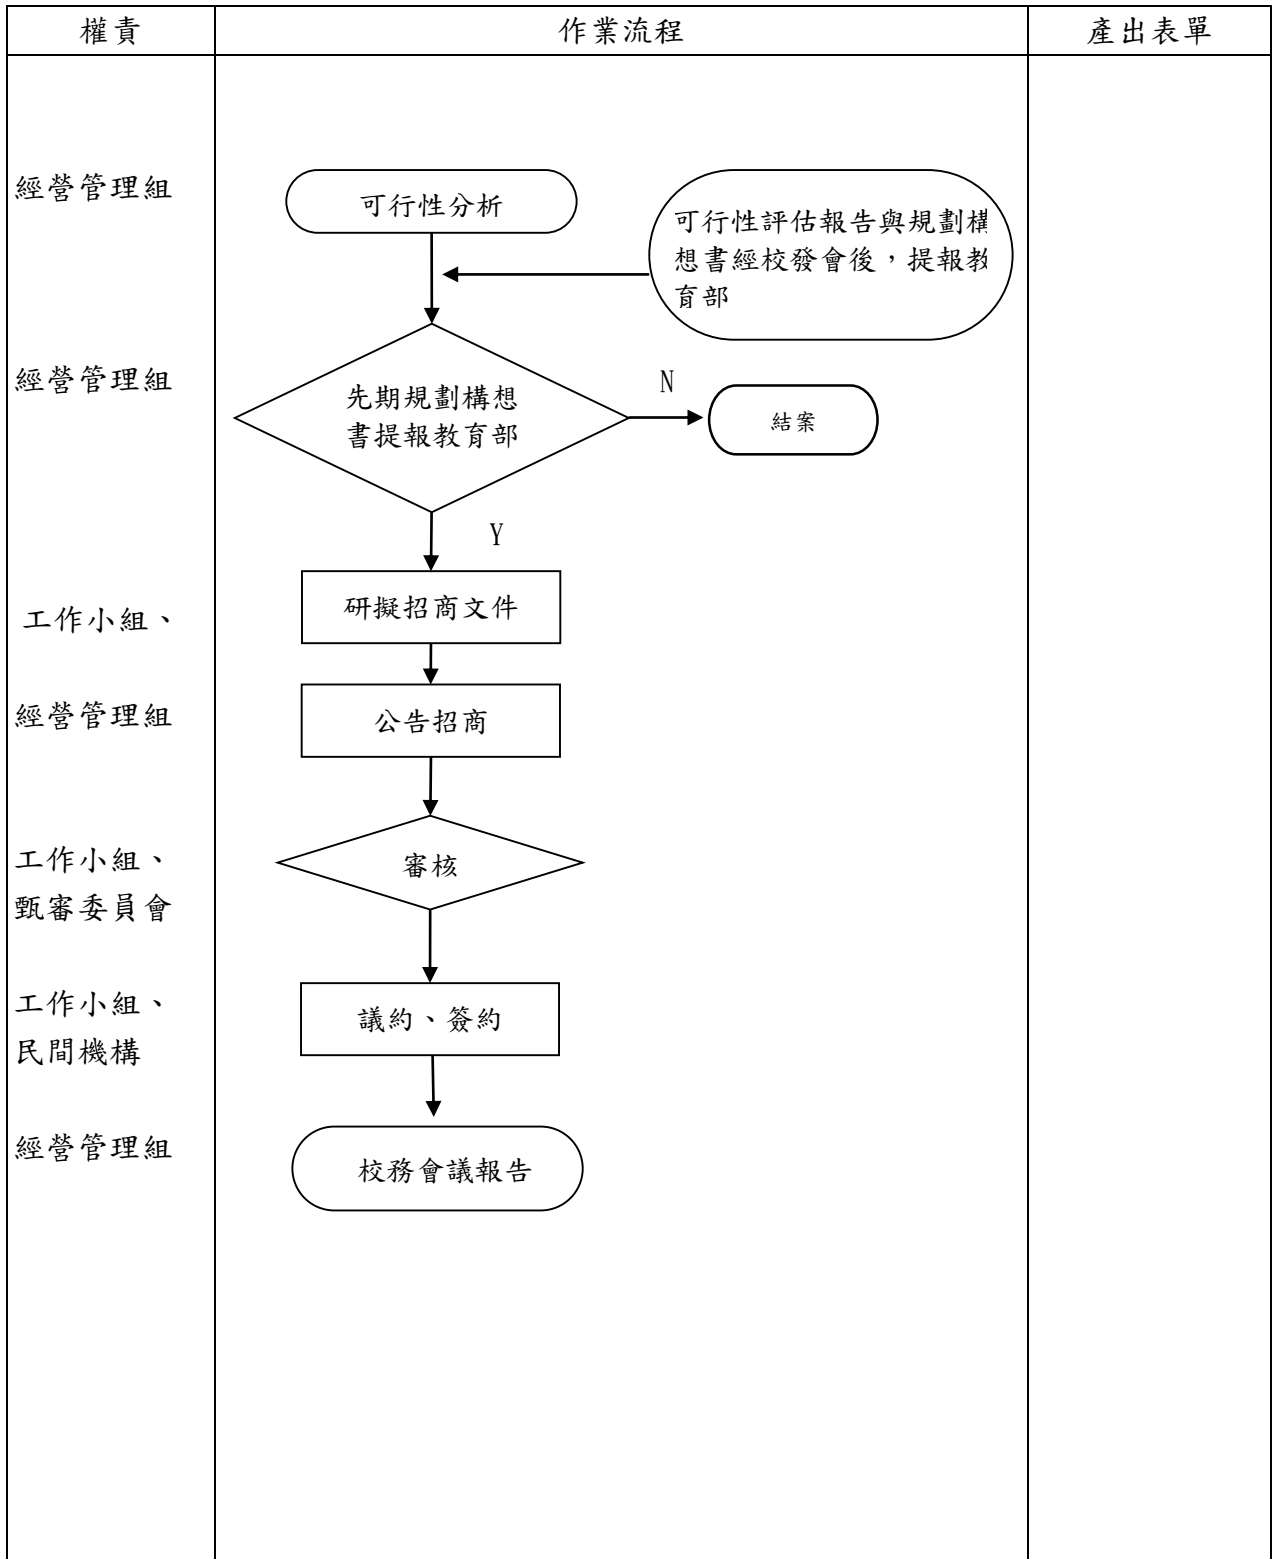 權責
作業流程
產出表單
經營管理組
可行性分析
可行性評估報告與規劃構
想書經校發會後，提報教
育部
經營管理組
先期規劃構想
書提報教育部
N
結案
Y
工作小組、
研擬招商文件
經營管理組
公告招商
工作小組、
甄審委員會
審核
工作小組、
民間機構
議約、簽約
經營管理組
校務會議報告